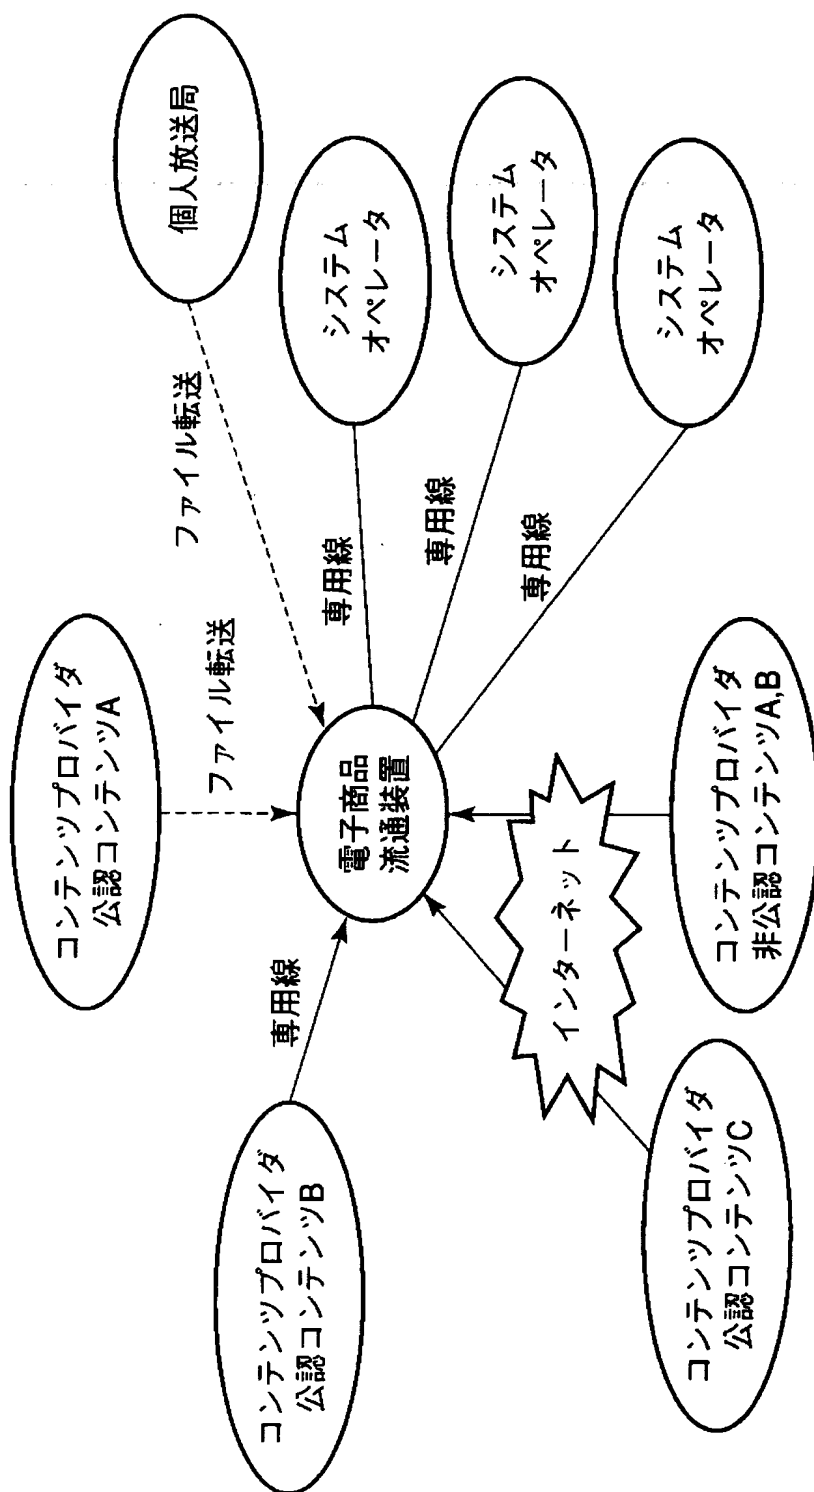 コンテンツプロバイダ
公認コンテンツA
個人放送局
ファイル転送
ファイル転送
コンテンツプロバイダ
公認コンテンツB
専用線
電子商品
流通装置
専用線
システム
オペレータ
専用線
システム
オペレータ
専用線
システム
オペレータ
インターネット
コンテンツプロバイダ
公認コンテンツC
コンテンツプロバイダ
非公認コンテンツA,B